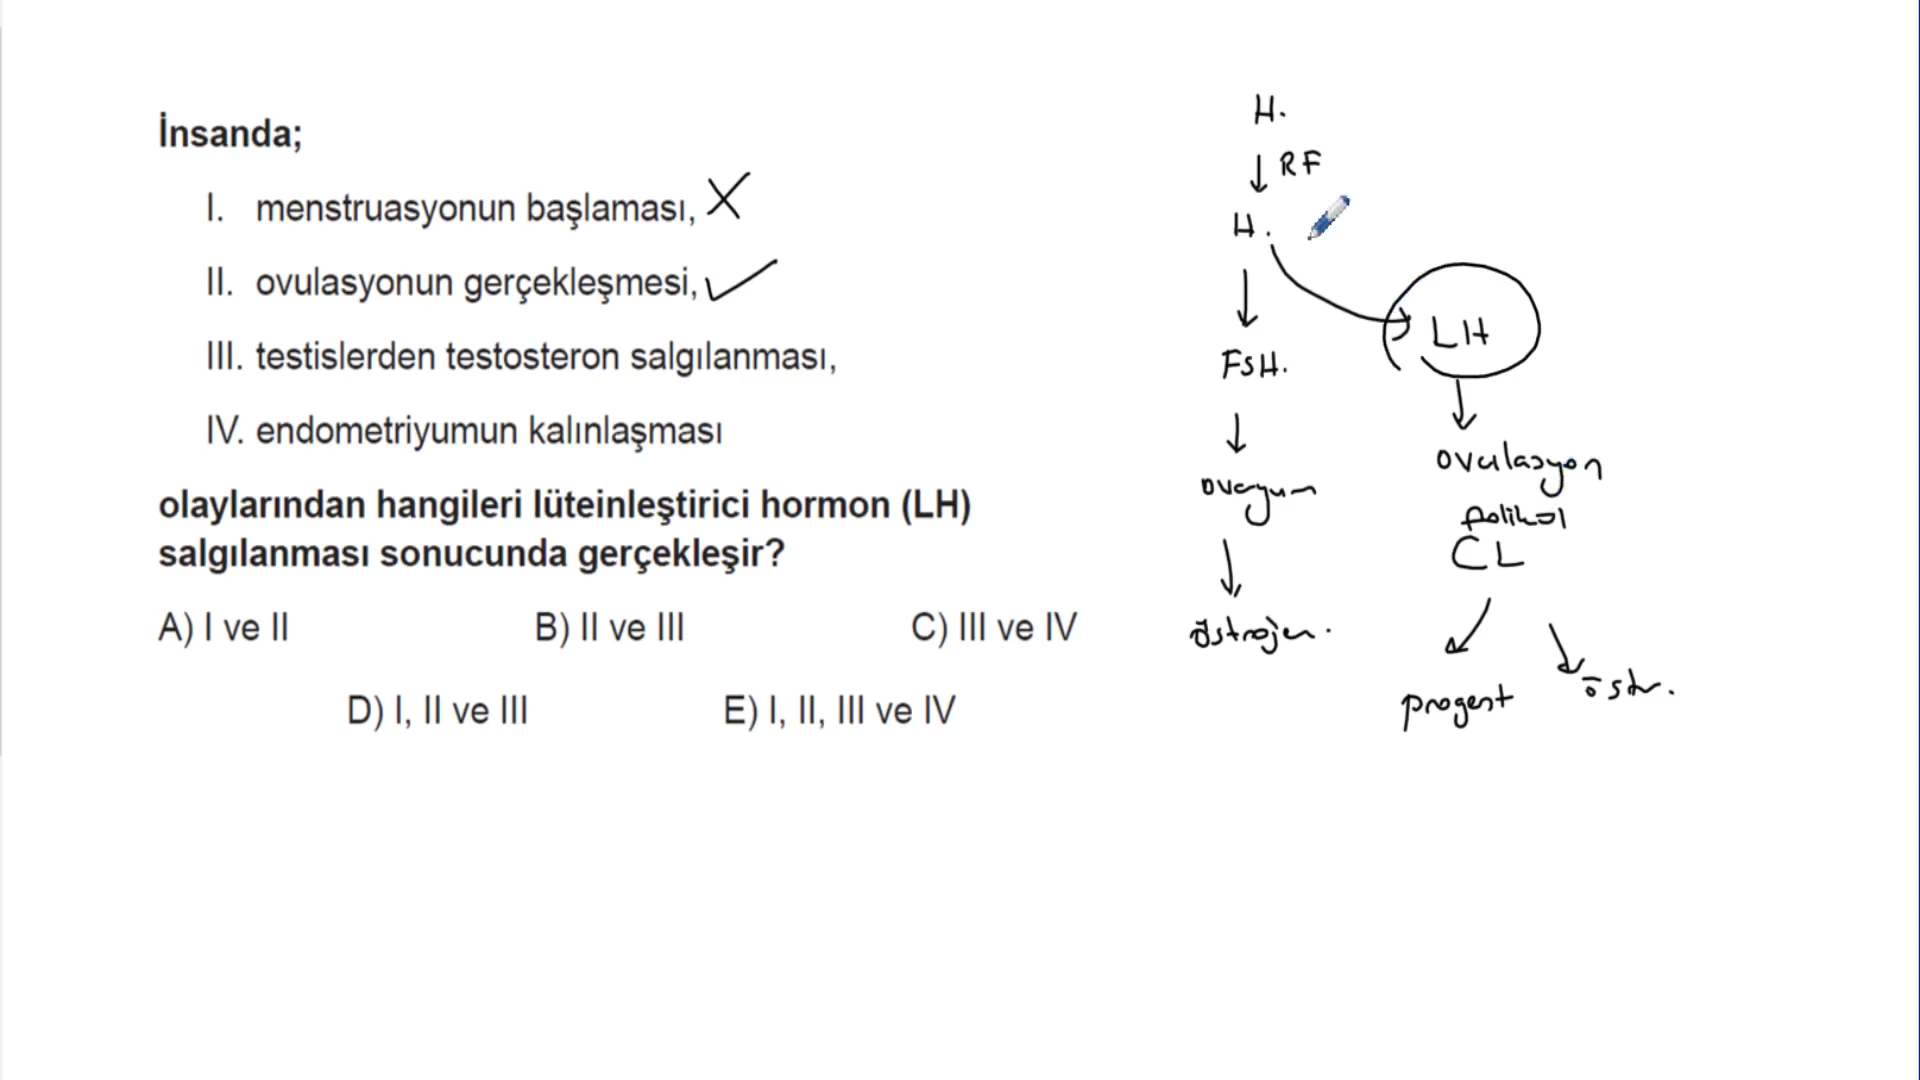 İnsanda;
I. menstruasyonun başlaması,
II. ovulasyonun gerçekleşmesi,
III. testislerden testosteron salgılanması,
IV. endometriyumun kalınlaşması
olaylarından hangileri lüteinleştirici hormon (LH)
salgılanması sonucunda gerçekleşir?
A) I ve II B) II ve III C) III ve IV
D) I, II ve III E) I, II, III ve IV
H.
RF
H.
FSH.
ovaryum
östrojen.
LH
ovulasyon
folikül
CL
progest
östr.